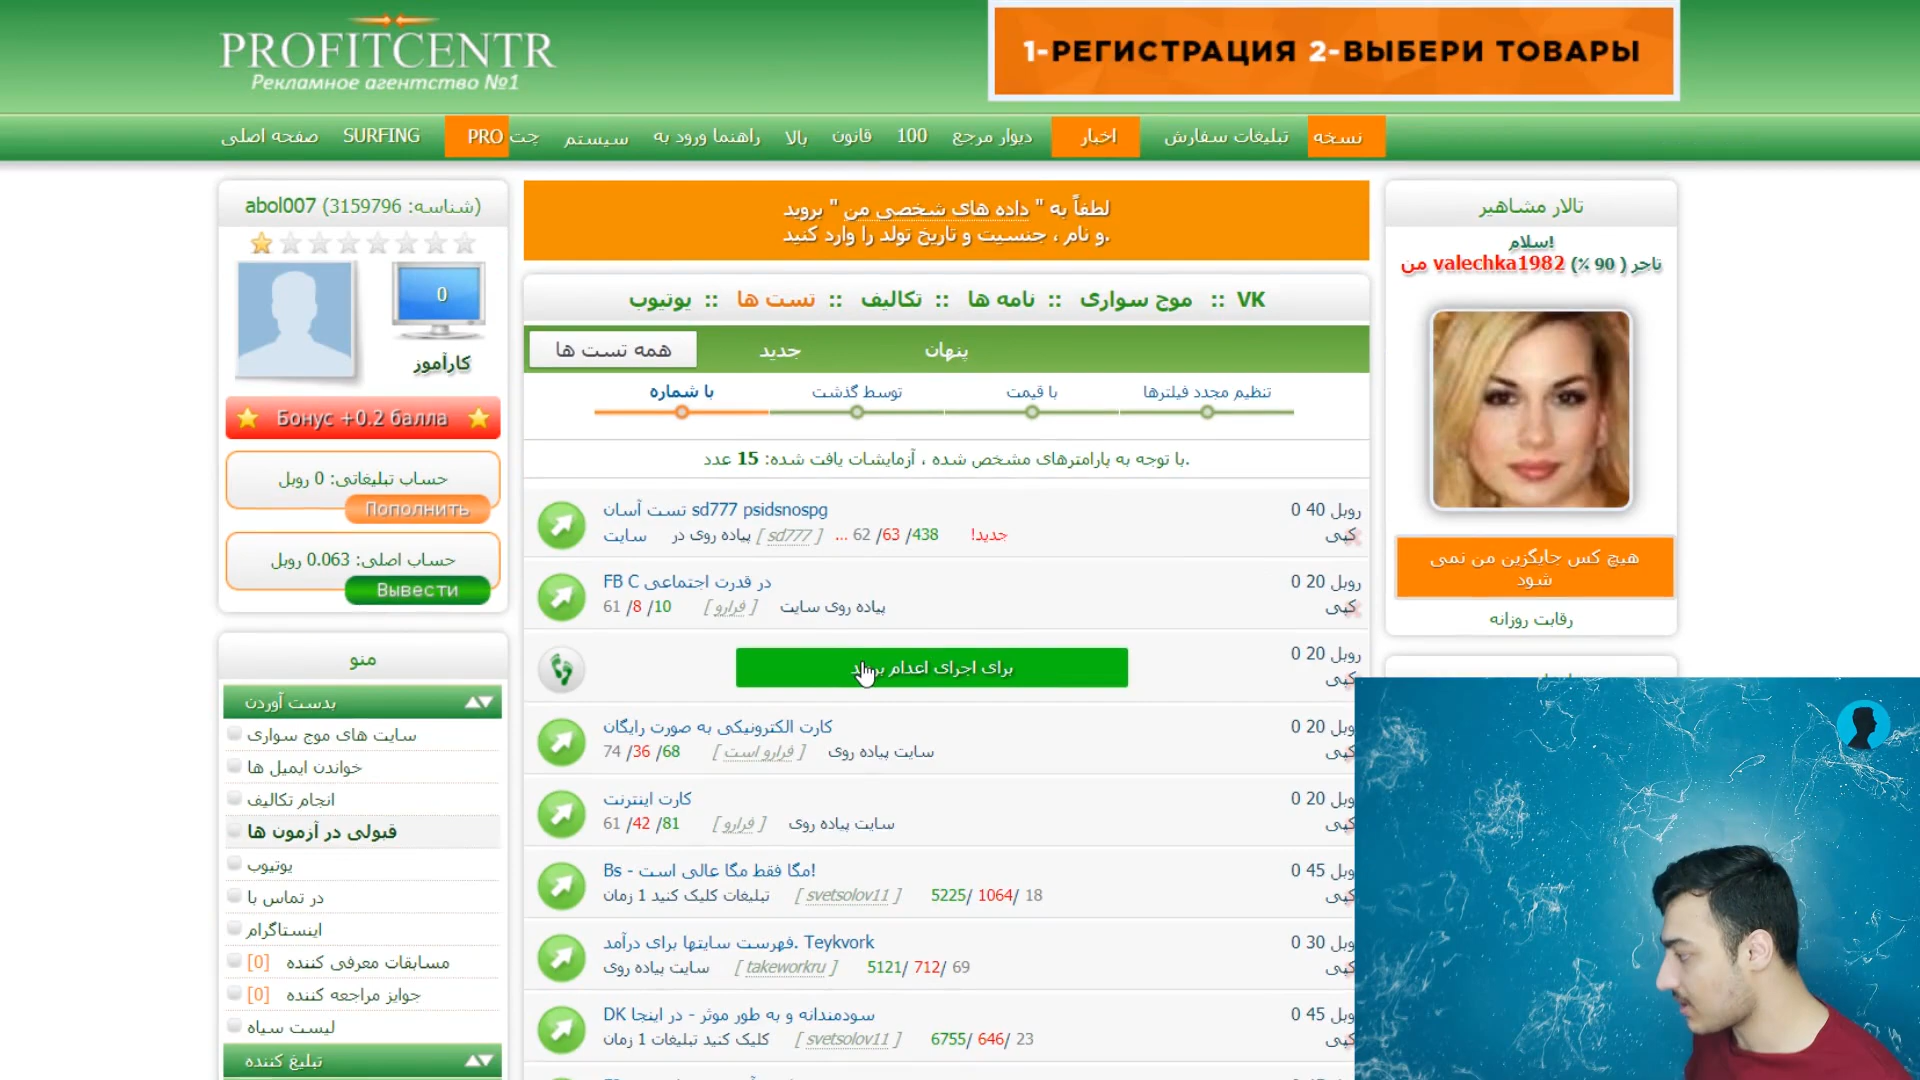 PROFITCENTR
Рекламное агентство №1
1-РЕГИСТРАЦИЯ 2-ВЫБЕРИ ТОВАРЫ
صفحه اصلی SURFING PRO چت سیستم راهنما ورود به بالا قانون 100 دیوار مرجع اخبار تبلیغات سفارش نسخه
abol007 (شناسه: 3159796)
0
کارآموز
Бонус +0.2 балла
حساب تبلیغاتی: 0 روبل
Пополнить
حساب اصلی: 0.063 روبل
Вывести
منو
بدست آوردن
سایت های موج سواری
خواندن ایمیل ها
انجام تکالیف
قبولی در آزمون ها
یوتیوب
در تماس با
اینستاگرام
مسابقات معرفی کننده [0]
جوایز مراجعه کننده [0]
لیست سیاه
تبلیغ کننده
لطفاً به " داده های شخصی من " بروید
و نام ، جنسیت و تاریخ تولد را وارد کنید.
یوتیوب :: تست ها :: تکالیف :: نامه ها :: موج سواری :: VK
همه تست ها جدید پنهان
با شماره توسط گذشت با قیمت تنظیم مجدد فیلترها
با توجه به پارامترهای مشخص شده ، آزمایشات یافت شده: 15 عدد.
تست آسان sd777 psidsnospg
0 40 روبل
سایت پیاده روی در [ sd777 ] ... 62 /63 /438 جدید!
کپی
FB C در قدرت اجتماعی
0 20 روبل
61 /8 /10 [ فرارو ] پیاده روی سایت
کپی
0 20 روبل
برای اجرای اعدام
کپی
کارت الکترونیکی به صورت رایگان
0 20 روبل
74 /36 /68 [ فرارو است ] سایت پیاده روی
کپی
کارت اینترنت
0 20 روبل
61 /42 /81 [ فرارو ] سایت پیاده روی
کپی
Bs - مگا فقط مگا عالی است!
0 45 روبل
تبلیغات کلیک کنید 1 زمان [ svetsolov11 ] 5225/ 1064/ 18
کپی
فهرست سایتها برای درآمد. Teykvork
0 30 روبل
سایت پیاده روی [ takeworkru ] 5121/ 712/ 69
کپی
DK سودمندانه و به طور موثر - در اینجا
0 45 روبل
کلیک کنید تبلیغات 1 زمان [ svetsolov11 ] 6755/ 646/ 23
کپی
تالار مشاهیر
سلام!
من valechka1982 تاجر ( 90 ٪)
هیچ کس جایگزین من نمی
شود
رقابت روزانه